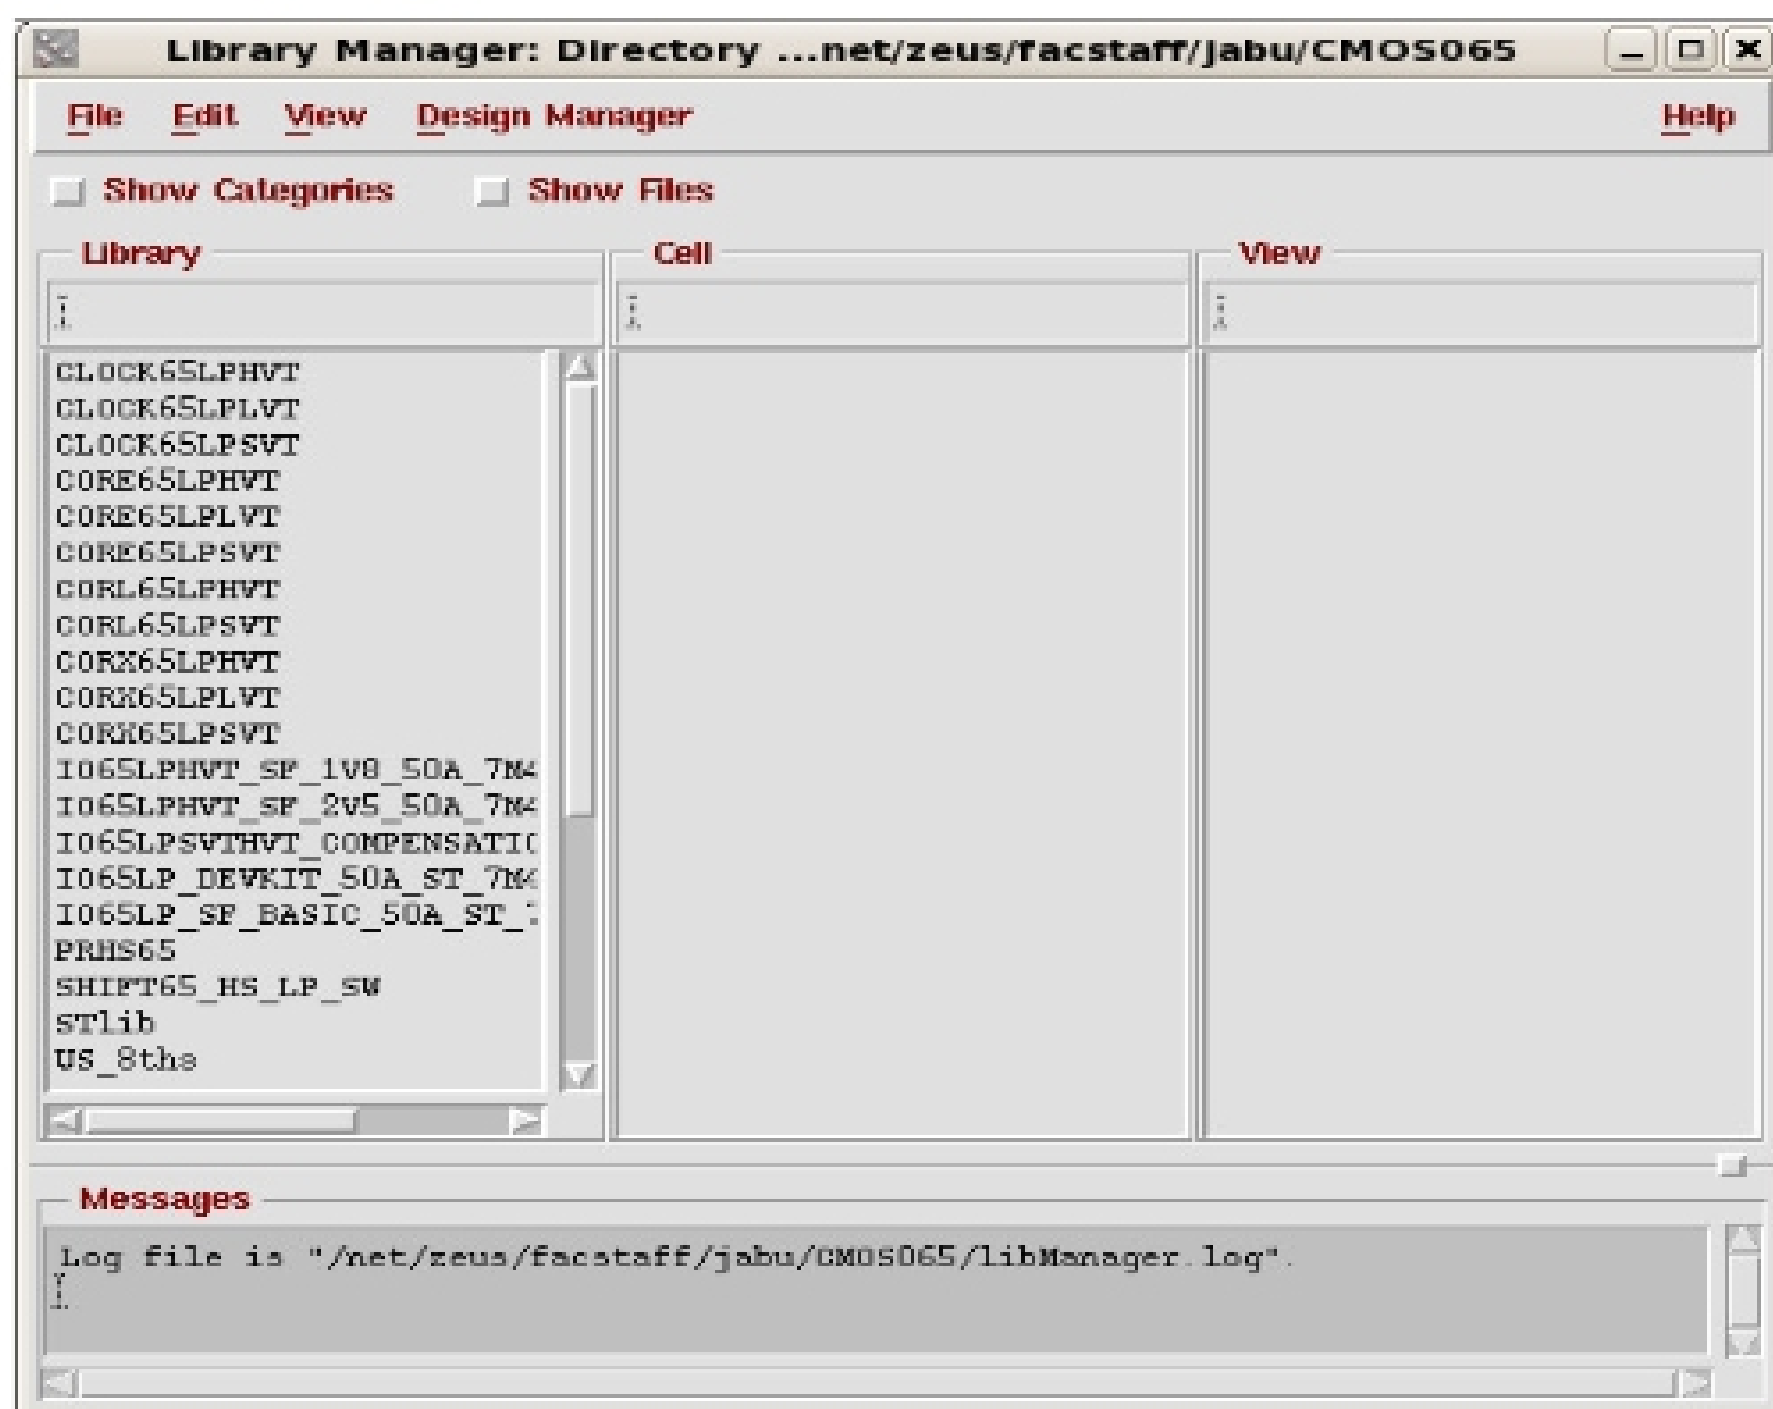 Library Manager: Directory ...net/zeus/facstaff/jabu/CMOS065
File Edit View Design Manager Help
Show Categories Show Files
Library Cell View
CLOCK65LPHVT
CLOCK65LPLVT
CLOCK65LPSVT
CORE65LPHVT
CORE65LPLVT
CORE65LPSVT
CORL65LPHVT
CORL65LPSVT
CORX65LPHVT
CORX65LPLVT
CORX65LPSVT
IO65LPHVT_SF_1V8_50A_7M4
IO65LPHVT_SF_2V5_50A_7M4
IO65LPSVTHVT_COMPENSATIO
IO65LP_DEVKIT_50A_ST_7M4
IO65LP_SF_BASIC_50A_ST_7
PRHS65
SHIFT65_HS_LP_SW
STlib
US_8ths
Messages
Log file is "/net/zeus/facstaff/jabu/CMOS065/libManager.log".